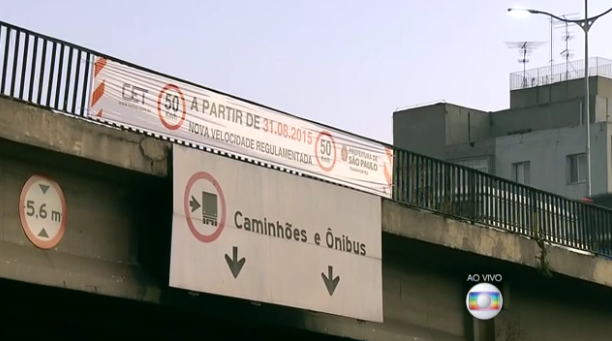 CET
50
A PARTIR DE 31.08.2015
NOVA VELOCIDADE REGULAMENTADA
50
PREFEITURA DE
SÃO PAULO
5,6 m
Caminhões e Ônibus
AO VIVO